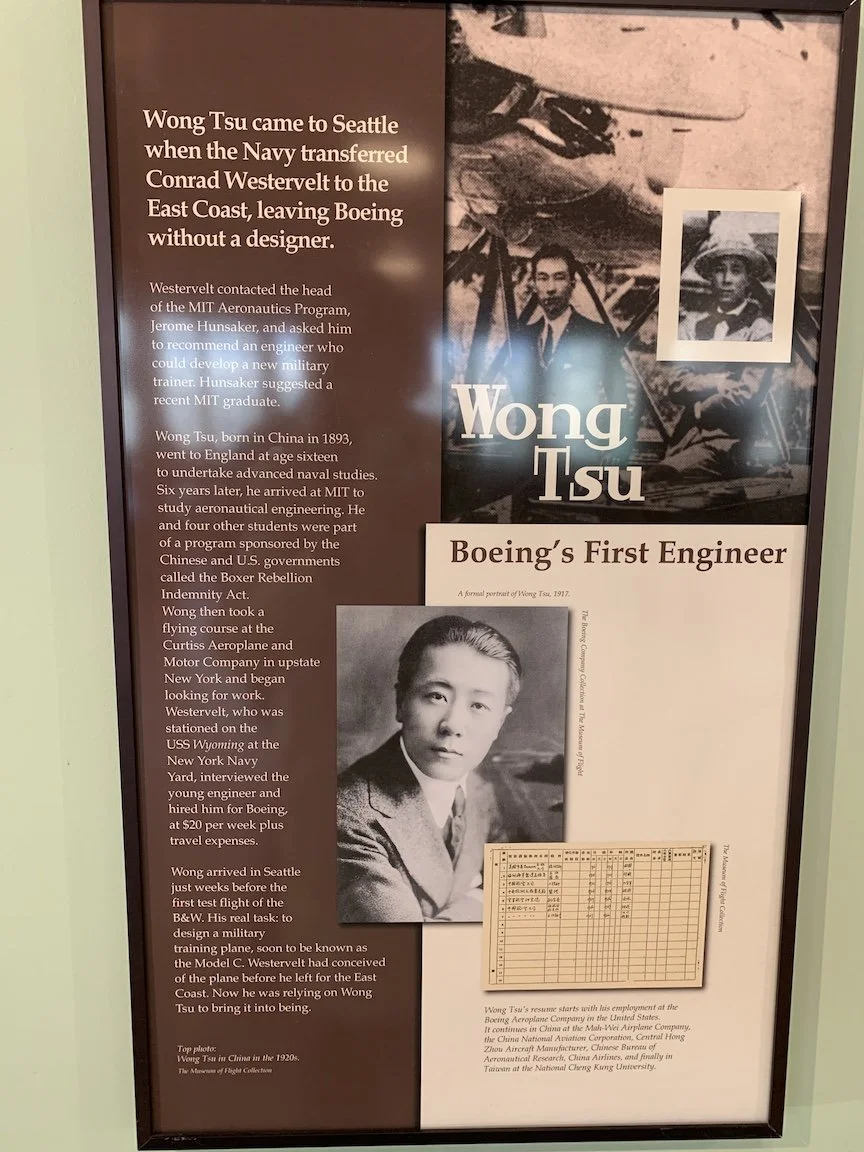 Wong Tsu came to Seattle
when the Navy transferred
Conrad Westervelt to the
East Coast, leaving Boeing
without a designer.
Westervelt contacted the head
of the MIT Aeronautics Program,
Jerome Hunsaker, and asked him
to recommend an engineer who
could develop a new military
trainer. Hunsaker suggested a
recent MIT graduate.
Wong Tsu, born in China in 1893,
went to England at age sixteen
to undertake advanced naval studies.
Six years later, he arrived at MIT to
study aeronautical engineering. He
and four other students were part
of a program sponsored by the
Chinese and U.S. governments
called the Boxer Rebellion
Indemnity Act.
Wong then took a
flying course at the
Curtiss Aeroplane and
Motor Company in upstate
New York and began
looking for work.
Westervelt, who was
stationed on the
USS Wyoming at the
New York Navy
Yard, interviewed the
young engineer and
hired him for Boeing,
at $20 per week plus
travel expenses.
Wong arrived in Seattle
just weeks before the
first test flight of the
B&W. His real task: to
design a military
training plane, soon to be known as
the Model C. Westervelt had conceived
of the plane before he left for the East
Coast. Now he was relying on Wong
Tsu to bring it into being.
Top photo:
Wong Tsu in China in the 1920s.
The Museum of Flight Collection
Wong
Tsu
Boeing's First Engineer
A formal portrait of Wong Tsu, 1917.
The Boeing Company Collection at The Museum of Flight
The Museum of Flight Collection
Wong Tsu's resume starts with his employment at the
Boeing Aeroplane Company in the United States.
It continues in China at the Mah-Wei Airplane Company,
the China National Aviation Corporation, Central Hong
Zhou Aircraft Manufacturer, Chinese Bureau of
Aeronautical Research, China Airlines, and finally in
Taiwan at the National Cheng Kung University.